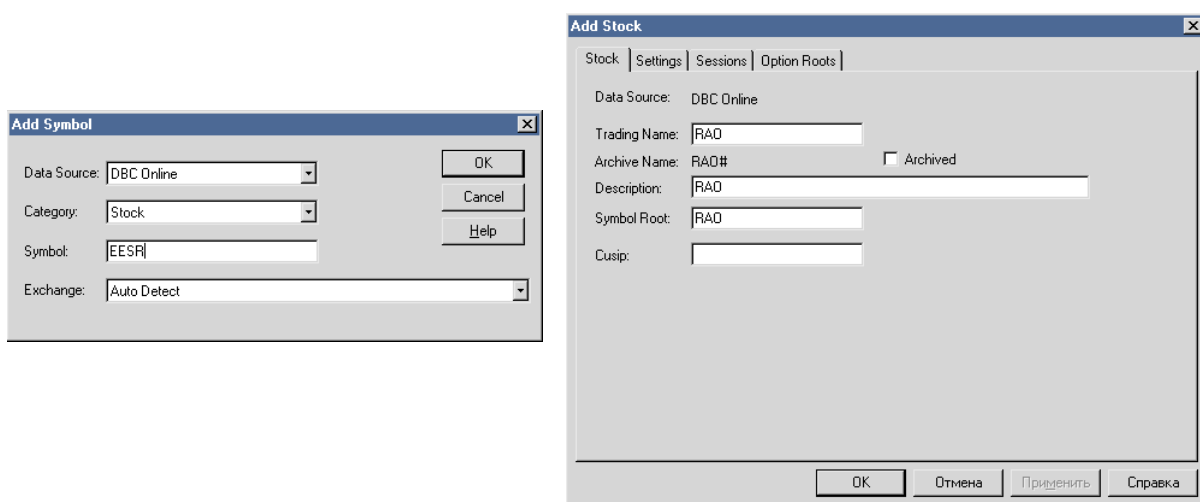 Add Symbol
Data Source: DBC Online
OK
Category: Stock
Cancel
Symbol: EESR
Help
Exchange: Auto Detect
Add Stock
Stock Settings Sessions Option Roots
Data Source: DBC Online
Trading Name: RAO
Archive Name: RAO# Archived
Description: RAO
Symbol Root: RAO
Cusip:
OK Отмена Применить Справка